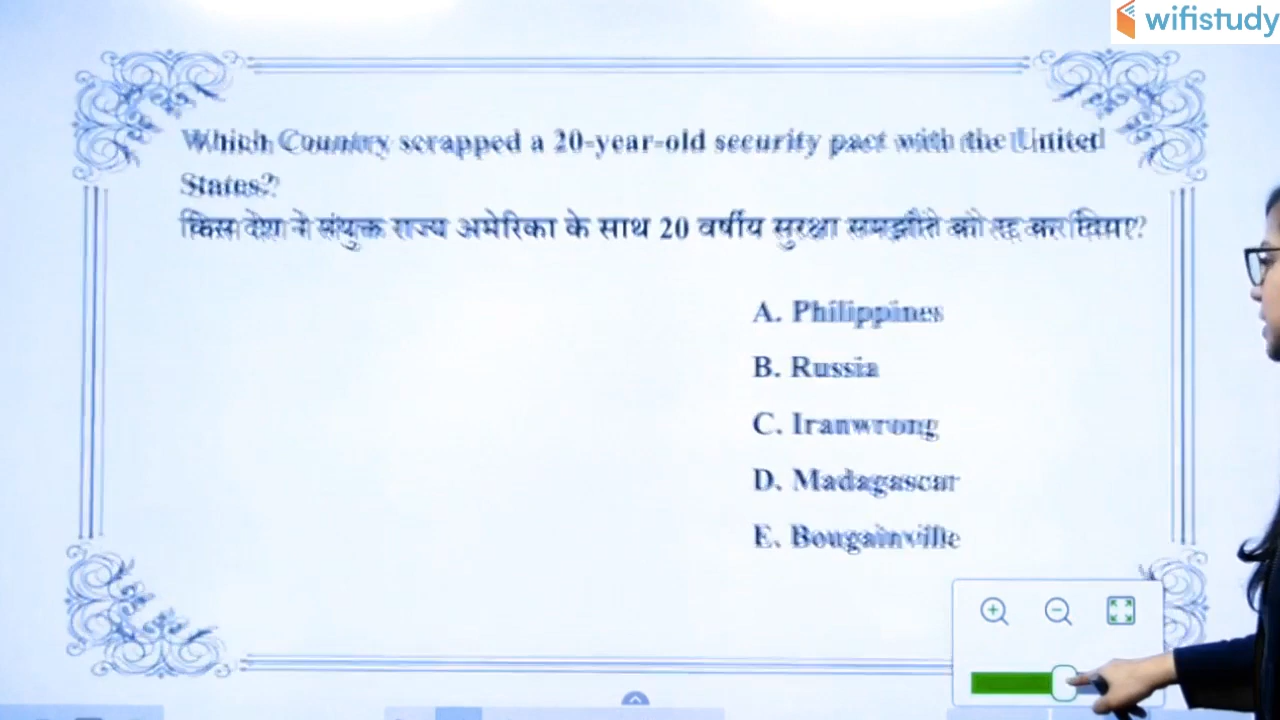 wifistudy
Which Country scrapped a 20-year-old security pact with the United
States?
किस देश ने संयुक्त राज्य अमेरिका के साथ 20 वर्षीय सुरक्षा समझौते को रद्द कर दिया?
A. Philippines
B. Russia
C. Iranwrong
D. Madagascar
E. Bougainville